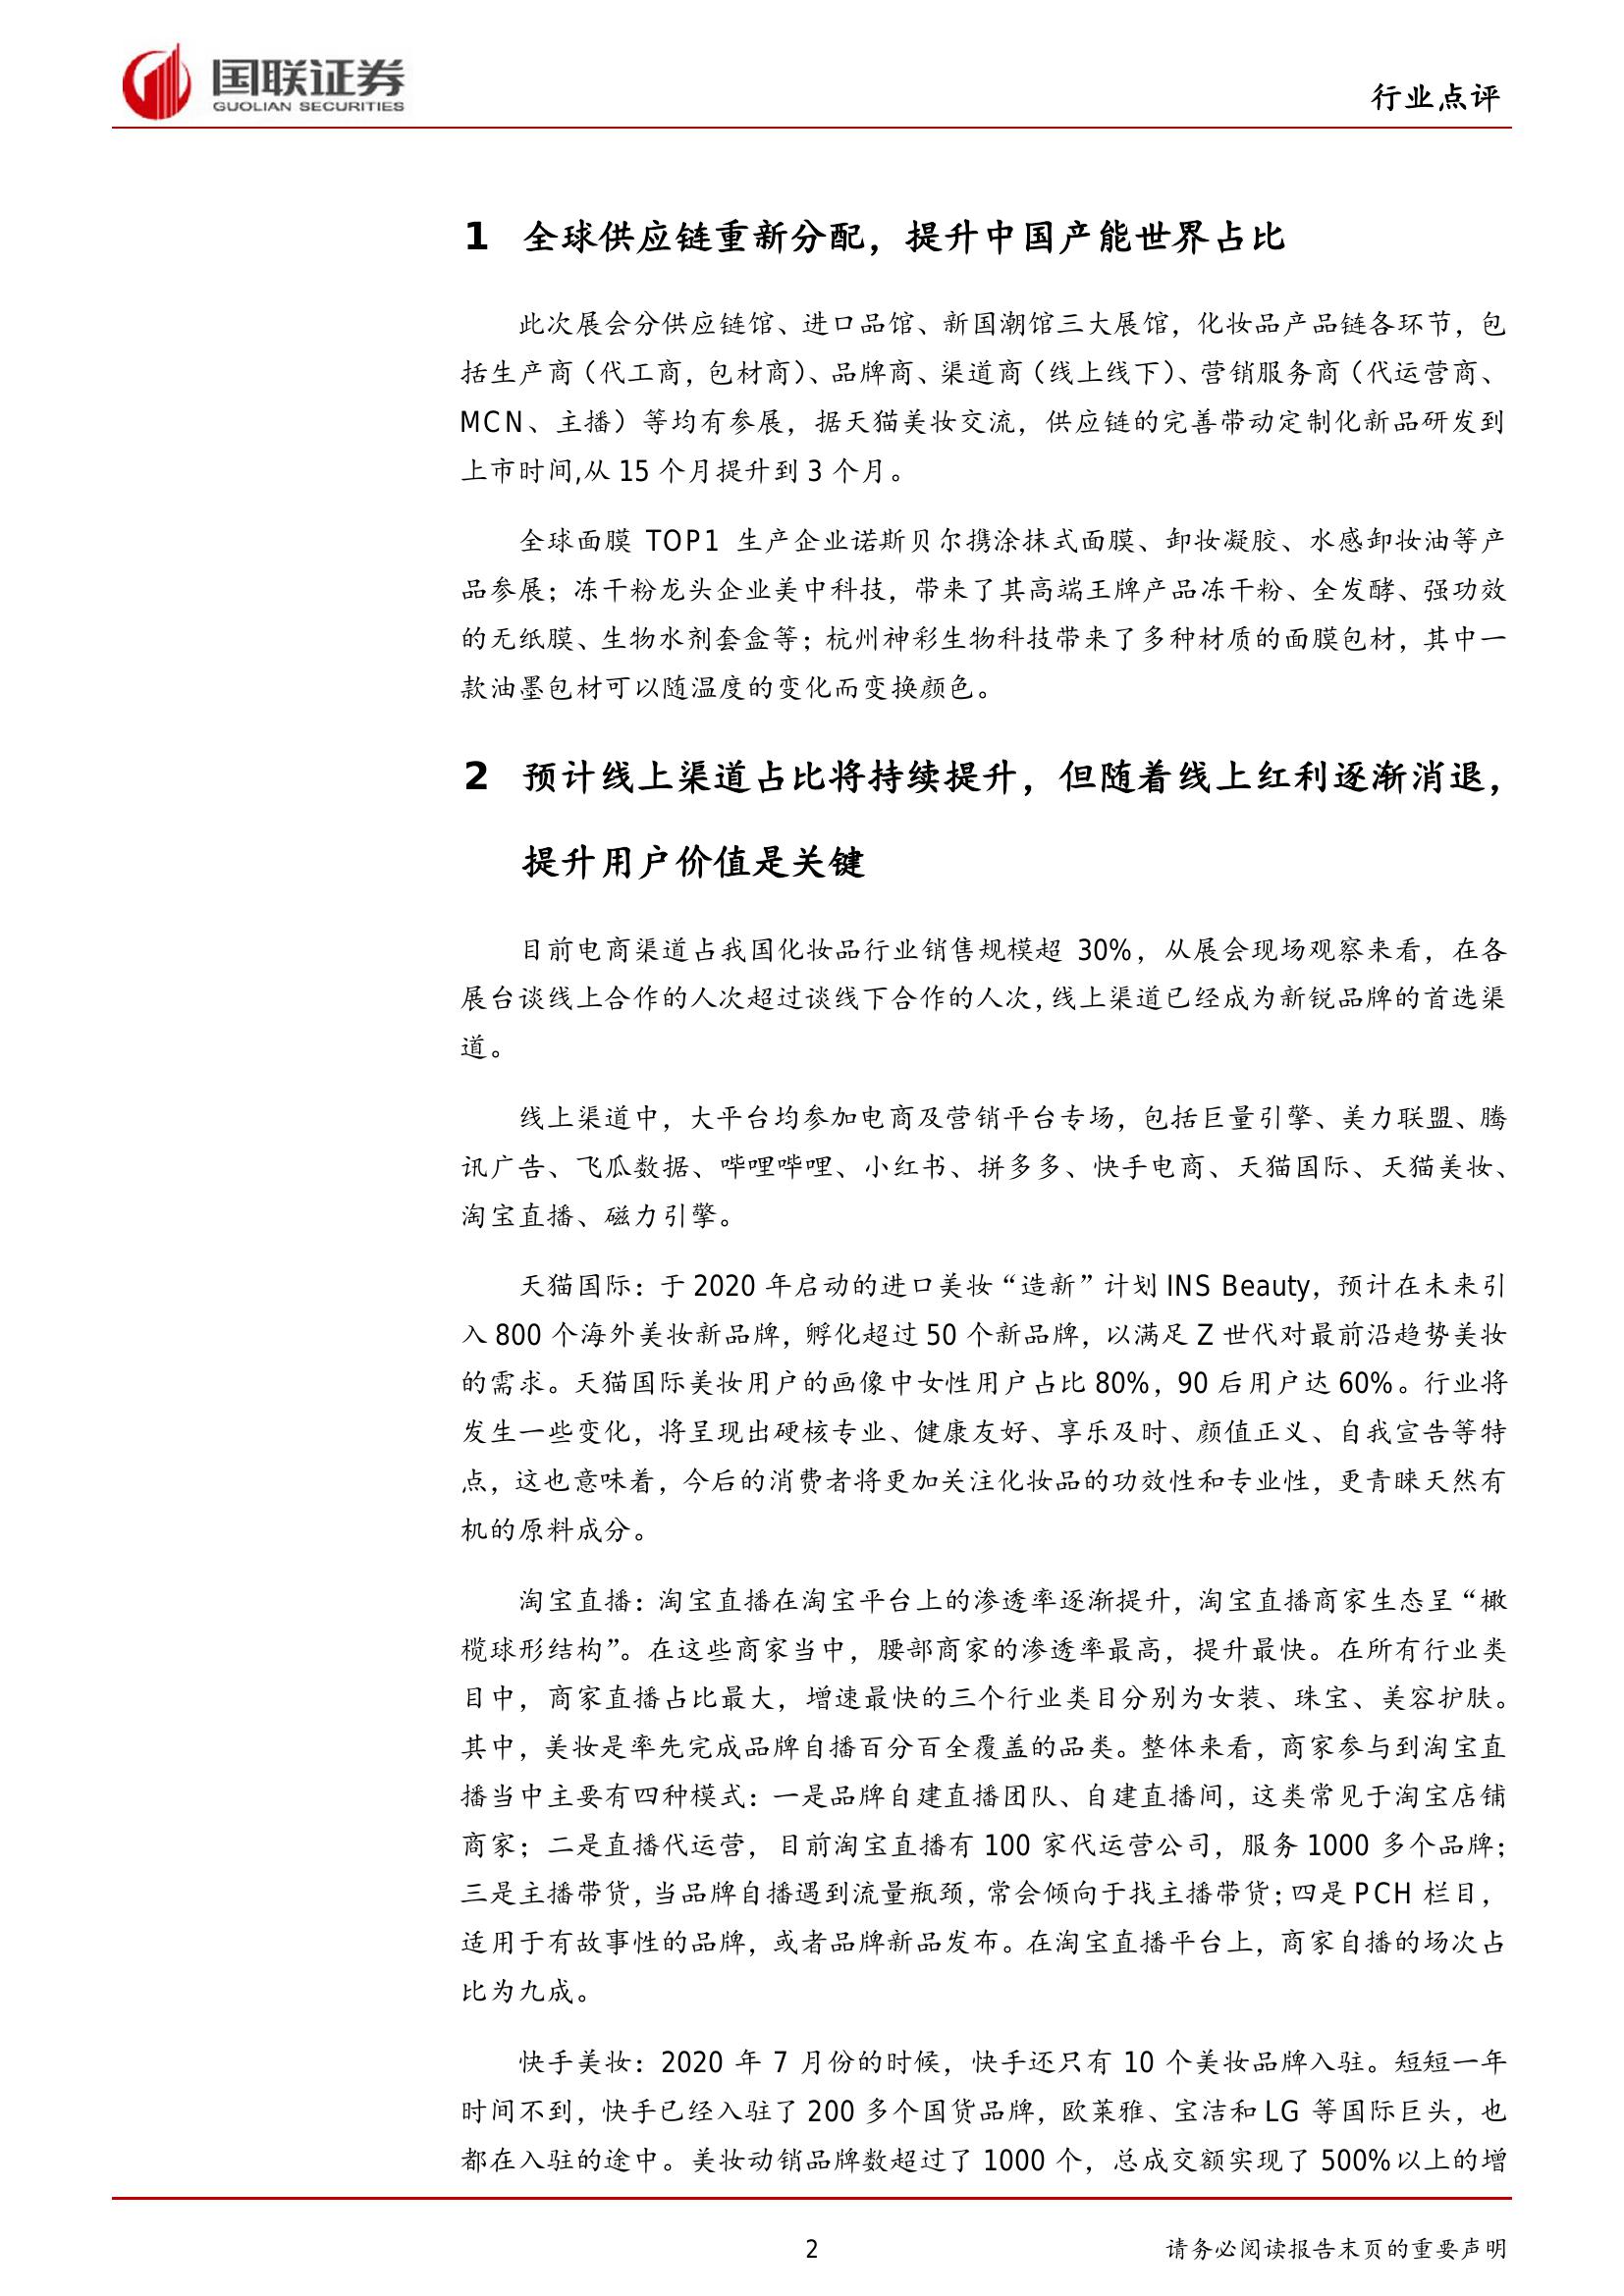 国联证券
GUOLIAN SECURITIES
行业点评
1 全球供应链重新分配，提升中国产能世界占比
此次展会分供应链馆、进口品馆、新国潮馆三大展馆，化妆品产品链各环节，包
括生产商（代工商，包材商）、品牌商、渠道商（线上线下）、营销服务商（代运营商、
MCN、主播）等均有参展，据天猫美妆交流，供应链的完善带动定制化新品研发到
上市时间,从 15 个月提升到 3 个月。
全球面膜 TOP1 生产企业诺斯贝尔携涂抹式面膜、卸妆凝胶、水感卸妆油等产
品参展；冻干粉龙头企业美中科技，带来了其高端王牌产品冻干粉、全发酵、强功效
的无纸膜、生物水剂套盒等；杭州神彩生物科技带来了多种材质的面膜包材，其中一
款油墨包材可以随温度的变化而变换颜色。
2 预计线上渠道占比将持续提升，但随着线上红利逐渐消退，
提升用户价值是关键
目前电商渠道占我国化妆品行业销售规模超 30%，从展会现场观察来看，在各
展台谈线上合作的人次超过谈线下合作的人次，线上渠道已经成为新锐品牌的首选渠
道。
线上渠道中，大平台均参加电商及营销平台专场，包括巨量引擎、美力联盟、腾
讯广告、飞瓜数据、哔哩哔哩、小红书、拼多多、快手电商、天猫国际、天猫美妆、
淘宝直播、磁力引擎。
天猫国际：于 2020 年启动的进口美妆“造新”计划 INS Beauty，预计在未来引
入 800 个海外美妆新品牌，孵化超过 50 个新品牌，以满足 Z 世代对最前沿趋势美妆
的需求。天猫国际美妆用户的画像中女性用户占比 80%，90 后用户达 60%。行业将
发生一些变化，将呈现出硬核专业、健康友好、享乐及时、颜值正义、自我宣告等特
点，这也意味着，今后的消费者将更加关注化妆品的功效性和专业性，更青睐天然有
机的原料成分。
淘宝直播：淘宝直播在淘宝平台上的渗透率逐渐提升，淘宝直播商家生态呈“橄
榄球形结构”。在这些商家当中，腰部商家的渗透率最高，提升最快。在所有行业类
目中，商家直播占比最大，增速最快的三个行业类目分别为女装、珠宝、美容护肤。
其中，美妆是率先完成品牌自播百分百全覆盖的品类。整体来看，商家参与到淘宝直
播当中主要有四种模式：一是品牌自建直播团队、自建直播间，这类常见于淘宝店铺
商家；二是直播代运营，目前淘宝直播有 100 家代运营公司，服务 1000 多个品牌；
三是主播带货，当品牌自播遇到流量瓶颈，常会倾向于找主播带货；四是 PCH 栏目，
适用于有故事性的品牌，或者品牌新品发布。在淘宝直播平台上，商家自播的场次占
比为九成。
快手美妆：2020 年 7 月份的时候，快手还只有 10 个美妆品牌入驻。短短一年
时间不到，快手已经入驻了 200 多个国货品牌，欧莱雅、宝洁和 LG 等国际巨头，也
都在入驻的途中。美妆动销品牌数超过了 1000 个，总成交额实现了 500%以上的增
2
请务必阅读报告末页的重要声明